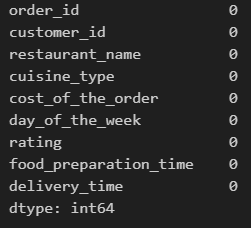 order_id 0
customer_id 0
restaurant_name 0
cuisine_type 0
cost_of_the_order 0
day_of_the_week 0
rating 0
food_preparation_time 0
delivery_time 0
dtype: int64